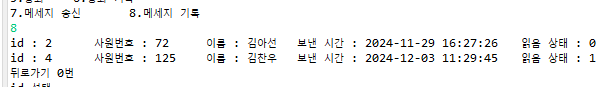 7.메세지 송신 8.메세지 기록
8
id : 2 사원번호 : 72 이름 : 김아선 보낸 시간 : 2024-11-29 16:27:26 읽음 상태 : 0
id : 4 사원번호 : 125 이름 : 김찬우 보낸 시간 : 2024-12-03 11:29:45 읽음 상태 : 1
뒤로가기 0번